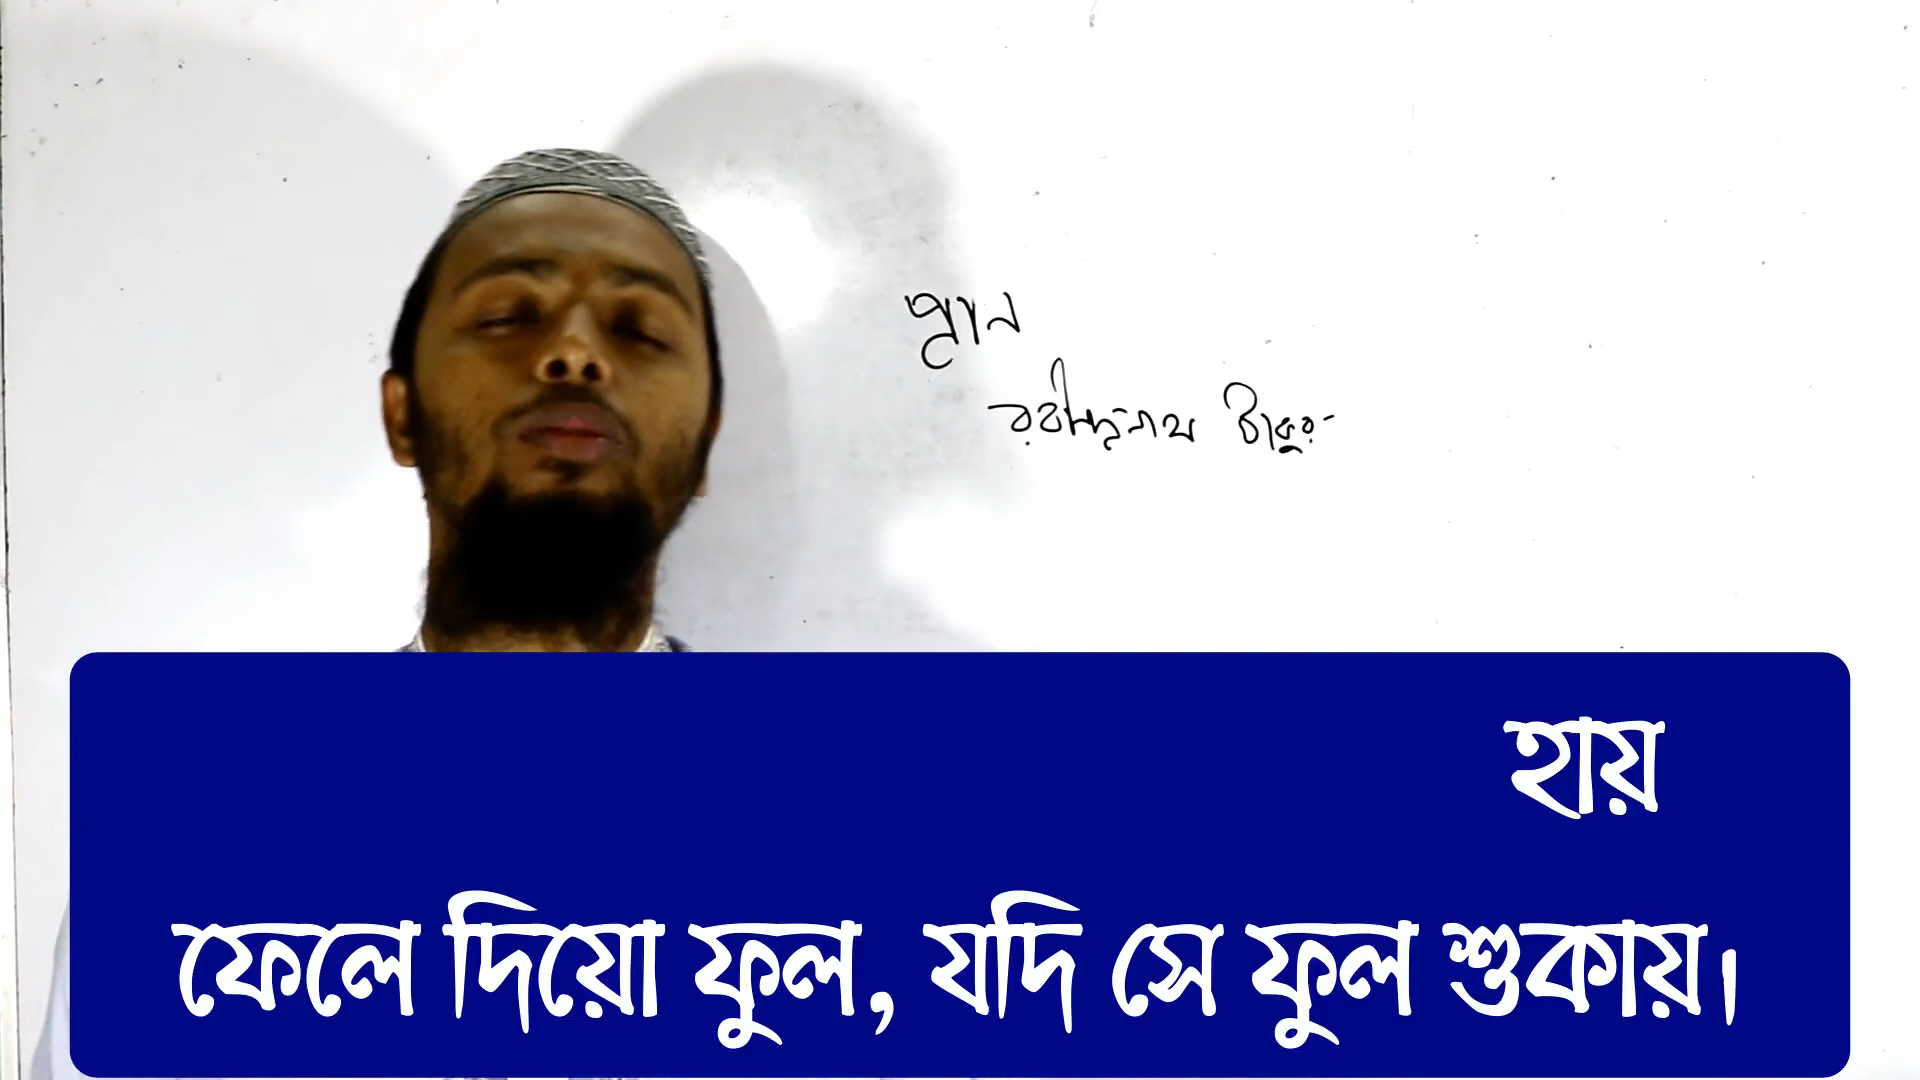 প্রাণ
রবীন্দ্রনাথ ঠাকুর
হায়
ফেলে দিয়ো ফুল, যদি সে ফুল শুকায়।